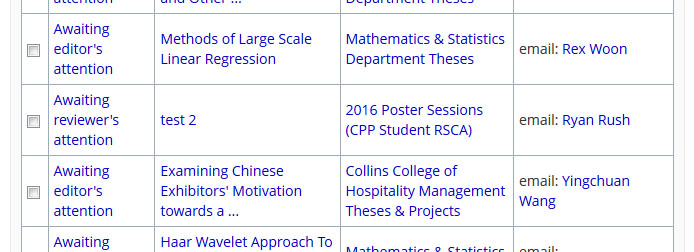 attention
and Other ...
Department Theses
Awaiting
editor's
attention
Methods of Large Scale
Linear Regression
Mathematics & Statistics
Department Theses
email: Rex Woon
Awaiting
reviewer's
attention
test 2
2016 Poster Sessions
(CPP Student RSCA)
email: Ryan Rush
Awaiting
editor's
attention
Examining Chinese
Exhibitors' Motivation
towards a ...
Collins College of
Hospitality Management
Theses & Projects
email: Yingchuan
Wang
Awaiting
Haar Wavelet Approach To
Mathematics & Statistics
email: